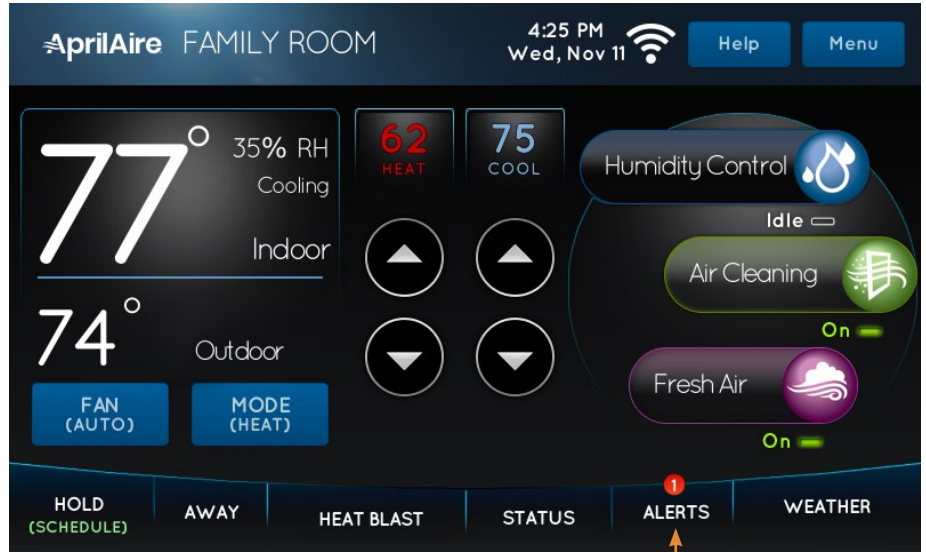 AprilAire FAMILY ROOM
4:25 PM
Wed, Nov 11
Help
Menu
77°
35% RH
Cooling
Indoor
74°
Outdoor
FAN
(AUTO)
MODE
(HEAT)
62
HEAT
75
COOL
Humidity Control
Idle
Air Cleaning
On
Fresh Air
On
HOLD
(SCHEDULE)
AWAY
HEAT BLAST
STATUS
1
ALERTS
WEATHER